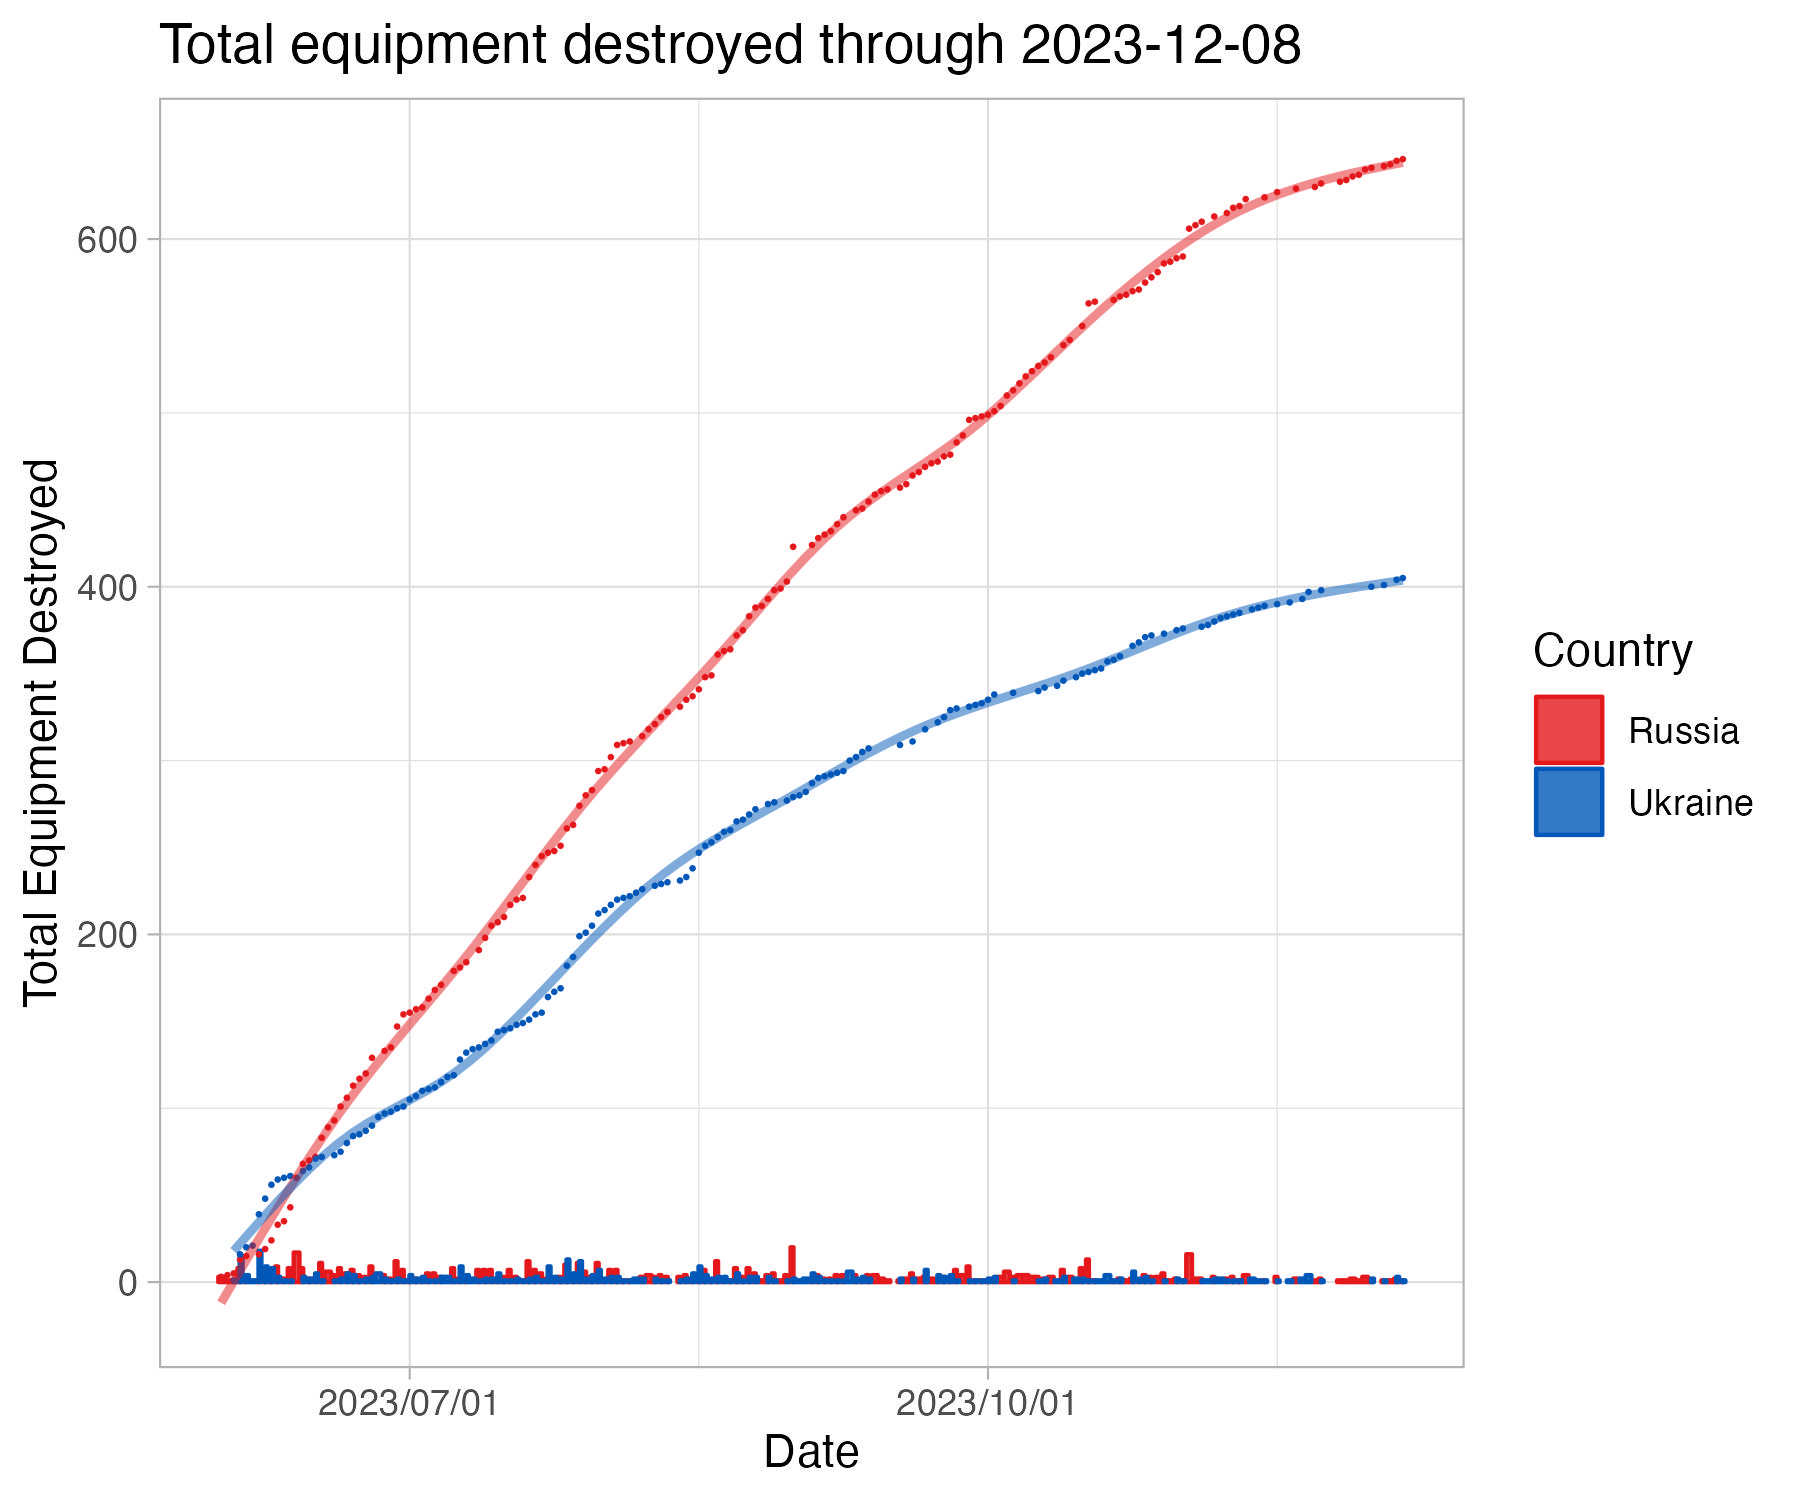 Total equipment destroyed through 2023-12-08
Total Equipment Destroyed
600
400
200
0
2023/07/01
2023/10/01
Date
Country
Russia
Ukraine